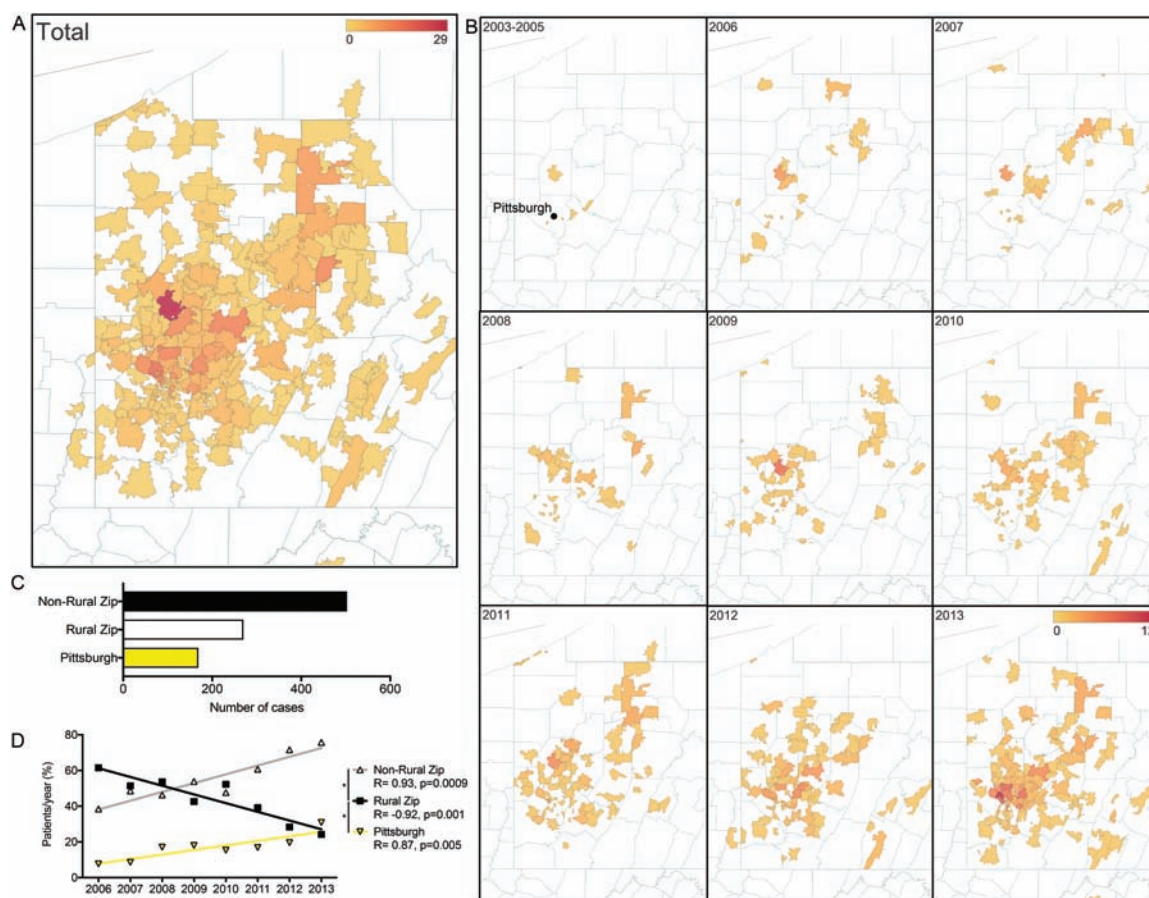 A
Total
0 29
B
2003-2005
Pittsburgh
2006
2007
2008
2009
2010
2011
2012
2013
0
C
Non-Rural Zip
Rural Zip
Pittsburgh
0 200 400 600
Number of cases
D
Patients/year (%)
80
60
40
20
0
2006 2007 2008 2009 2010 2011 2012 2013
Non-Rural Zip
R= 0.93, p=0.0009
Rural Zip
R= -0.92, p=0.001
Pittsburgh
R= 0.87, p=0.005